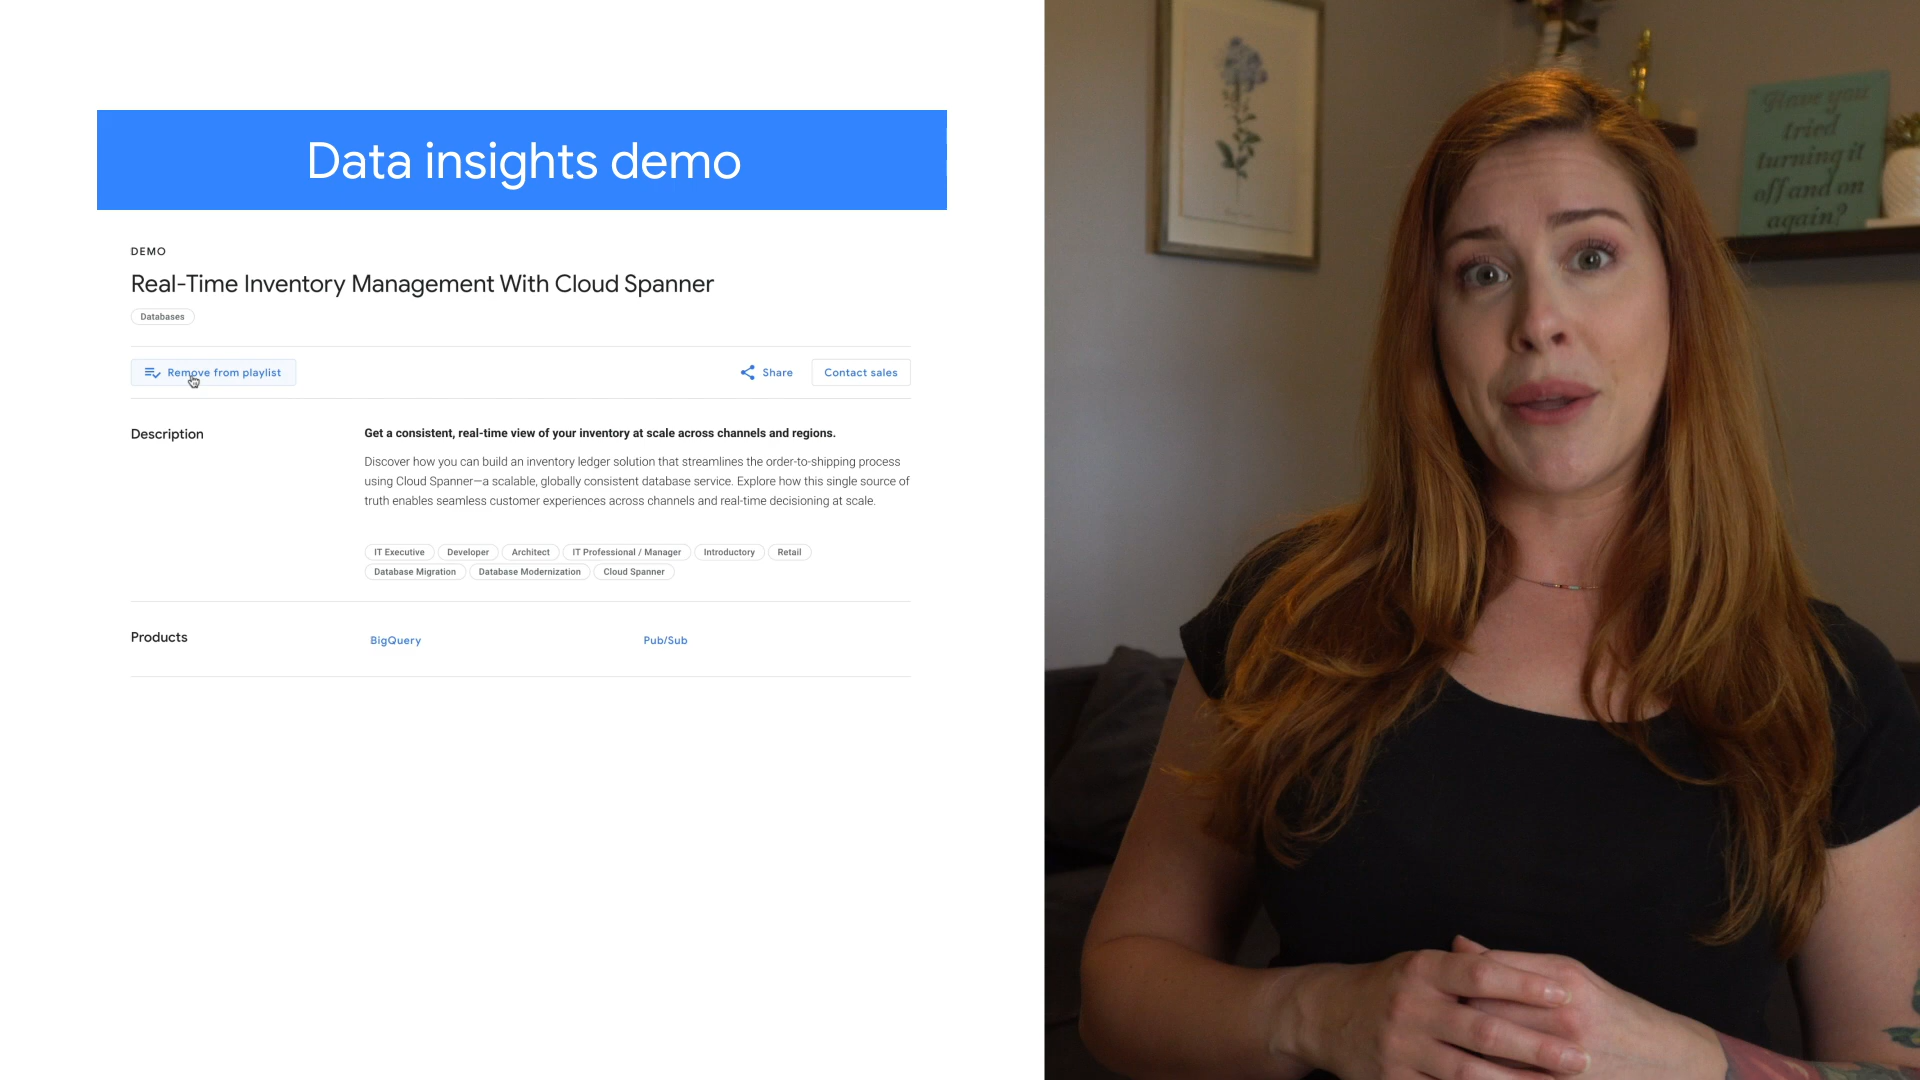 Data insights demo
DEMO
Real-Time Inventory Management With Cloud Spanner
Databases
Remove from playlist
Share
Contact sales
Description
Get a consistent, real-time view of your inventory at scale across channels and regions.
Discover how you can build an inventory ledger solution that streamlines the order-to-shipping process
using Cloud Spanner—a scalable, globally consistent database service. Explore how this single source of
truth enables seamless customer experiences across channels and real-time decisioning at scale.
IT Executive Developer Architect IT Professional / Manager Introductory Retail
Database Migration Database Modernization Cloud Spanner
Products
BigQuery
Pub/Sub
Have you
tried
turning it
off and on
again?